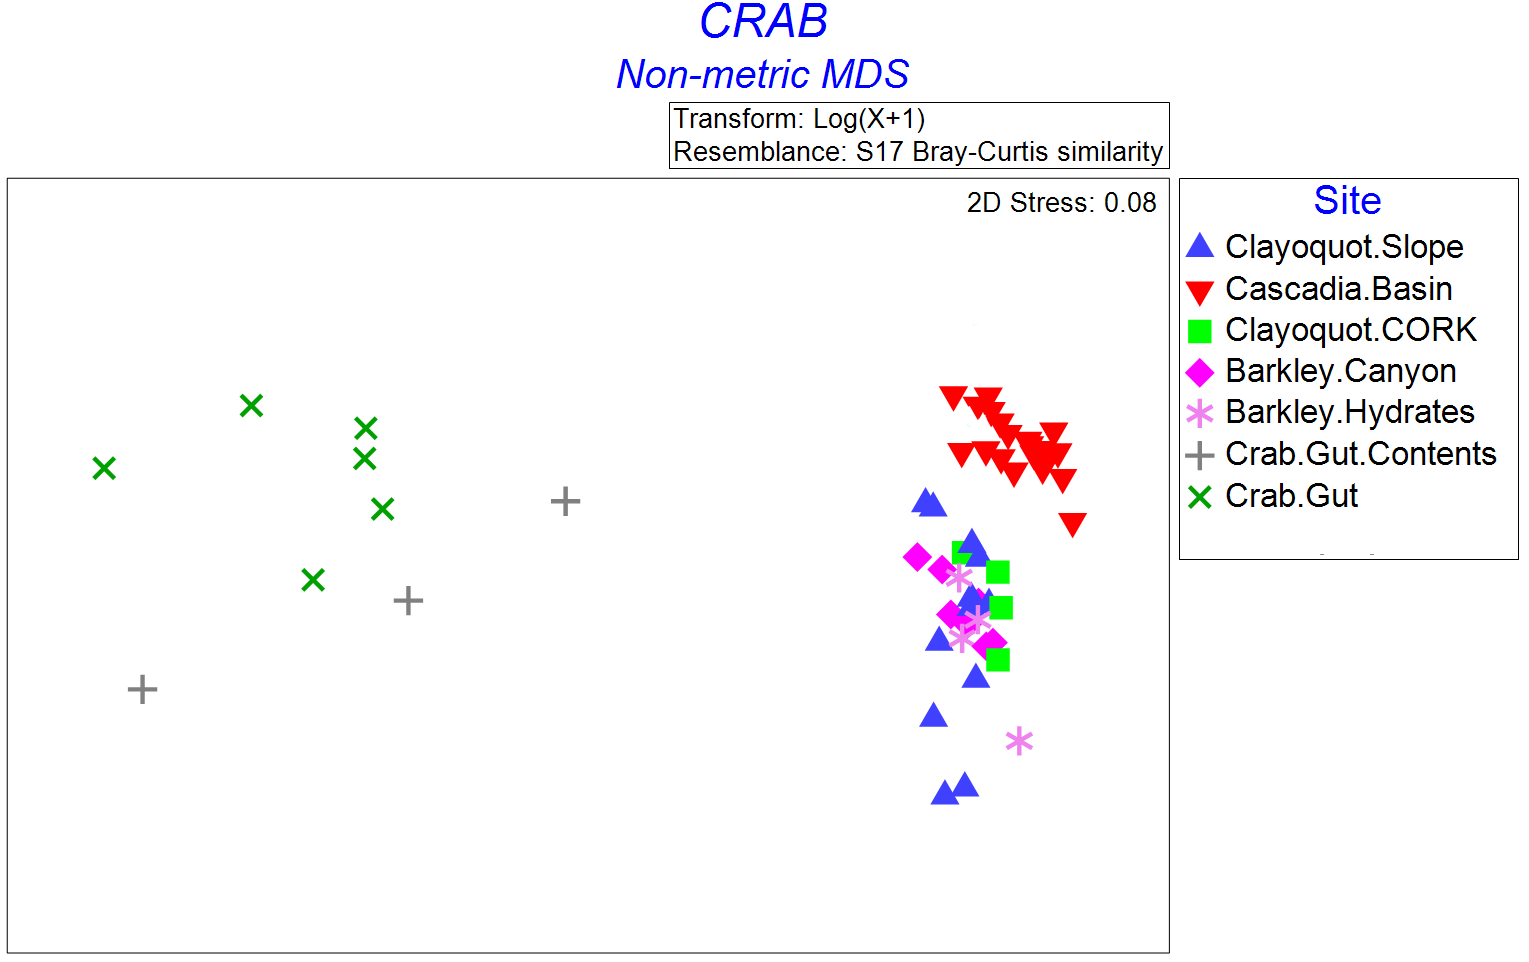 CRAB
Non-metric MDS
Transform: Log(X+1)
Resemblance: S17 Bray-Curtis similarity
2D Stress: 0.08
Site
Clayoquot.Slope
Cascadia.Basin
Clayoquot.CORK
Barkley.Canyon
Barkley.Hydrates
Crab.Gut.Contents
Crab.Gut